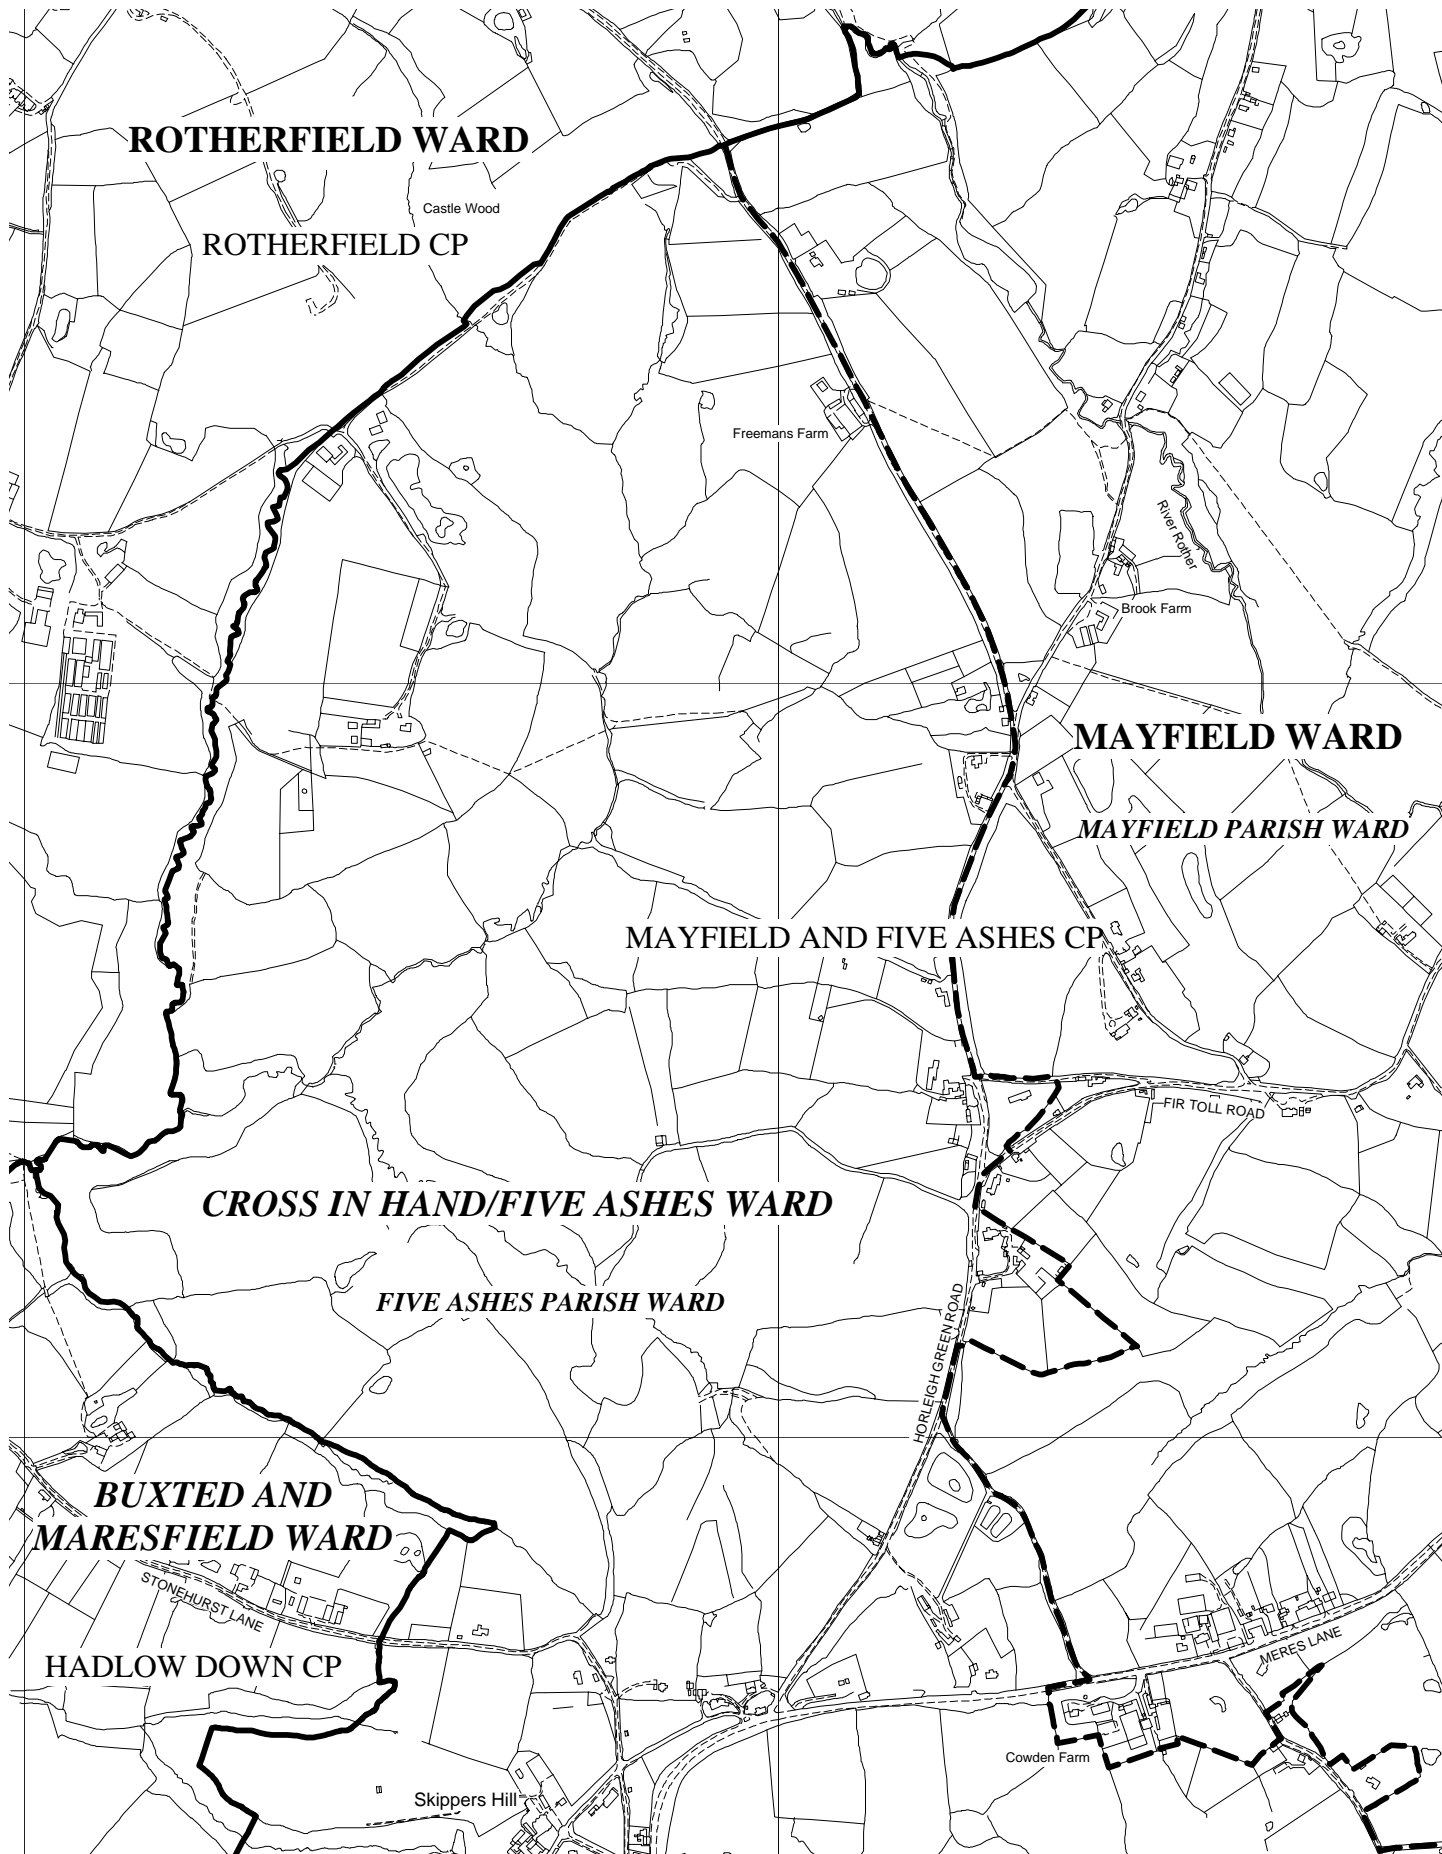 ROTHERFIELD WARD
Castle Wood
ROTHERFIELD CP
Freemans Farm
River Rother
Brook Farm
MAYFIELD WARD
MAYFIELD PARISH WARD
MAYFIELD AND FIVE ASHES CP
FIR TOLL ROAD
CROSS IN HAND/FIVE ASHES WARD
FIVE ASHES PARISH WARD
HORLEIGH GREEN ROAD
BUXTED AND
MARESFIELD WARD
STONEHURST LANE
HADLOW DOWN CP
MERES LANE
Cowden Farm
Skippers Hill